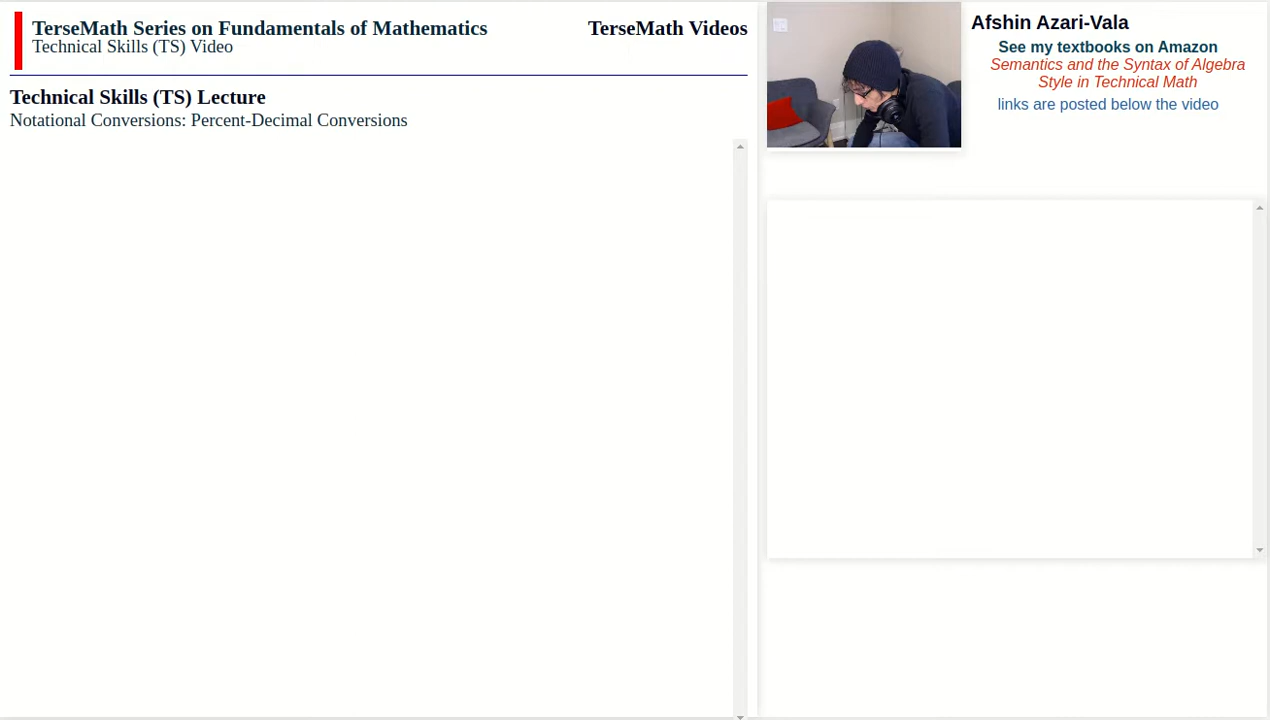 TerseMath Series on Fundamentals of Mathematics
Technical Skills (TS) Video
TerseMath Videos
Technical Skills (TS) Lecture
Notational Conversions: Percent-Decimal Conversions
Afshin Azari-Vala
See my textbooks on Amazon
Semantics and the Syntax of Algebra
Style in Technical Math
links are posted below the video